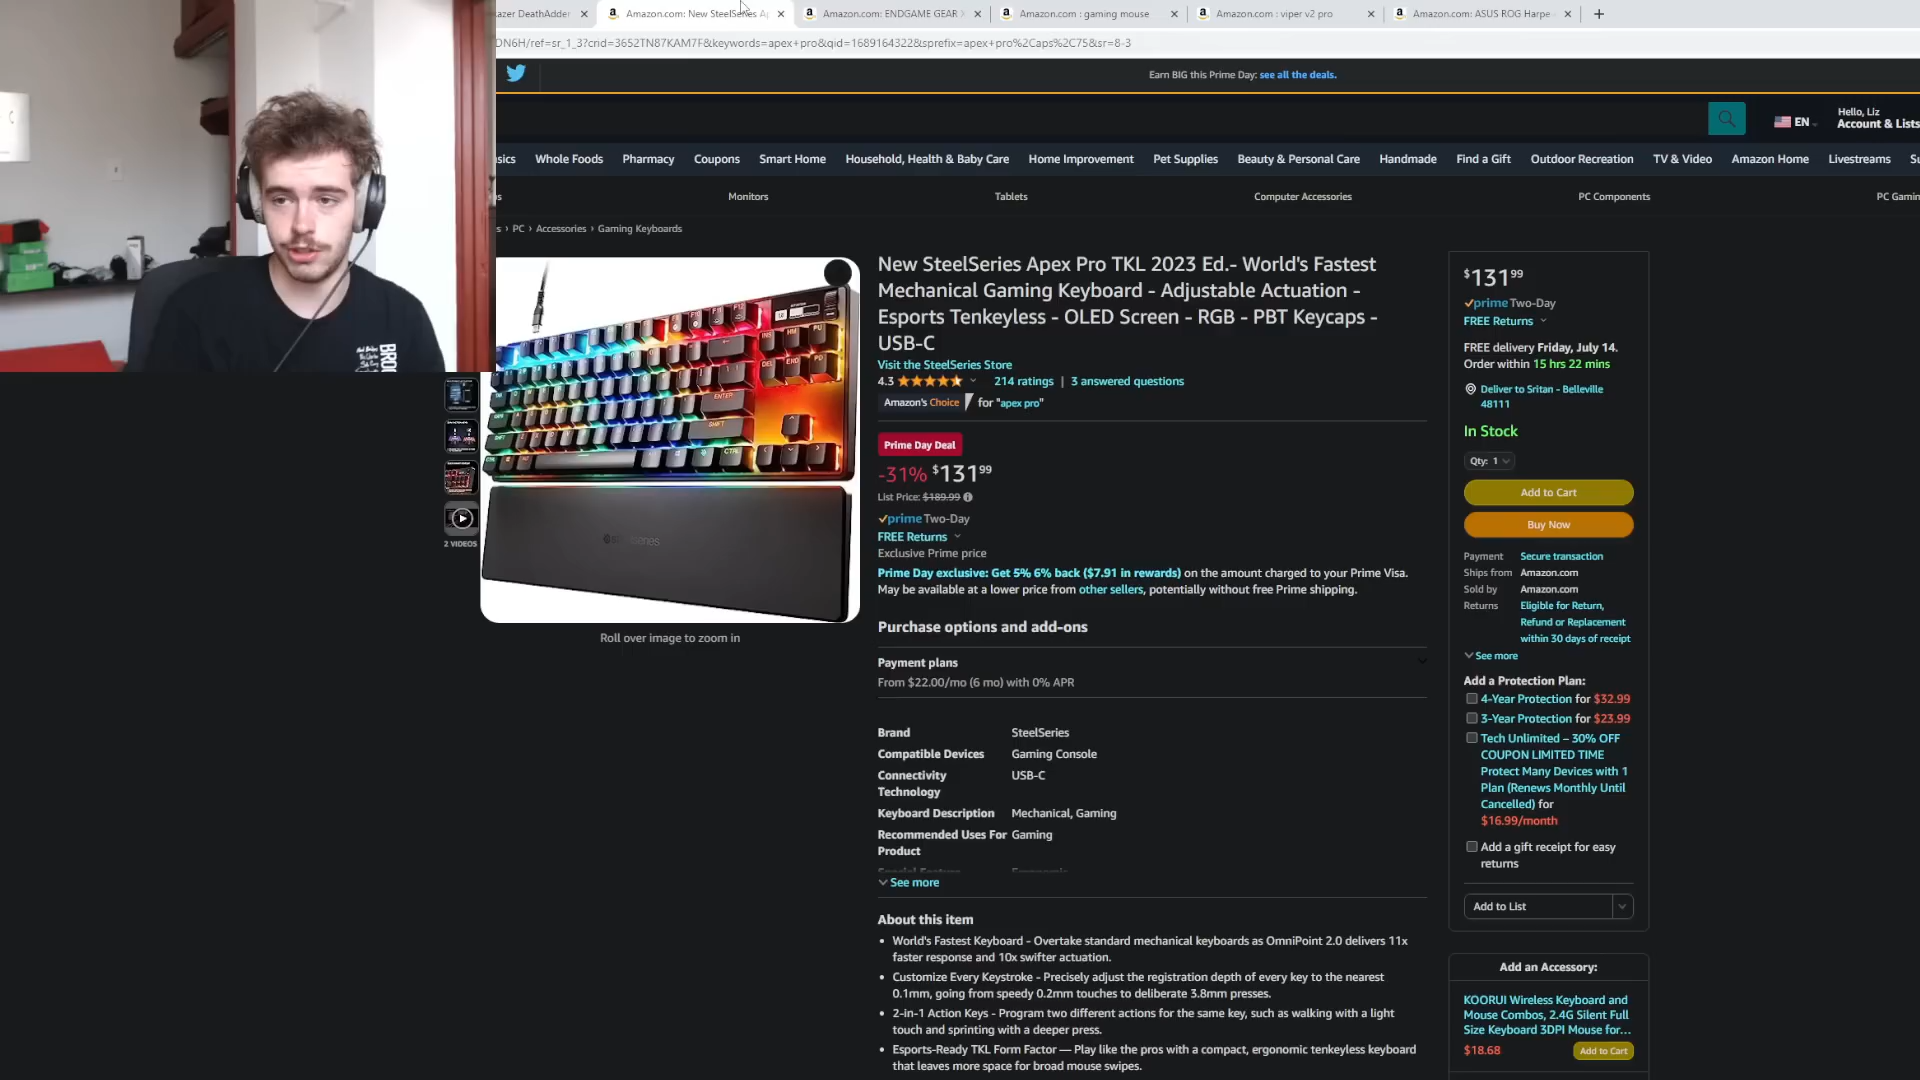 azer DeathAdder
Amazon.com: New SteelSeries Ap
Amazon.com: ENDGAME GEAR
Amazon.com : gaming mouse
Amazon.com : viper v2 pro
Amazon.com: ASUS ROG Harpe
DN6H/ref=sr_1_3?crid=3652TN87KAM7F&keywords=apex+pro&qid=1689164322&sprefix=apex+pro%2Caps%2C75&sr=8-3
Earn BIG this Prime Day: see all the deals.
EN
Hello, Liz
Account & Lists
sics Whole Foods Pharmacy Coupons Smart Home Household, Health & Baby Care Home Improvement Pet Supplies Beauty & Personal Care Handmade Find a Gift Outdoor Recreation TV & Video Amazon Home Livestreams Su
Monitors Tablets Computer Accessories PC Components PC Gamin
s › PC › Accessories › Gaming Keyboards
New SteelSeries Apex Pro TKL 2023 Ed.- World's Fastest
Mechanical Gaming Keyboard - Adjustable Actuation -
Esports Tenkeyless - OLED Screen - RGB - PBT Keycaps -
USB-C
Visit the SteelSeries Store
4.3
214 ratings | 3 answered questions
Amazon's Choice for "apex pro"
Prime Day Deal
-31% $131 99
List Price: $189.99
prime Two-Day
FREE Returns
Exclusive Prime price
Prime Day exclusive: Get 5% 6% back ($7.91 in rewards) on the amount charged to your Prime Visa.
May be available at a lower price from other sellers, potentially without free Prime shipping.
Purchase options and add-ons
Payment plans
From $22.00/mo (6 mo) with 0% APR
Brand SteelSeries
Compatible Devices Gaming Console
Connectivity USB-C
Technology
Keyboard Description Mechanical, Gaming
Recommended Uses For Gaming
Product
Special Feature Ergonomic
See more
About this item
World's Fastest Keyboard - Overtake standard mechanical keyboards as OmniPoint 2.0 delivers 11x
faster response and 10x swifter actuation.
Customize Every Keystroke - Precisely adjust the registration depth of every key to the nearest
0.1mm, going from speedy 0.2mm touches to deliberate 3.8mm presses.
2-in-1 Action Keys - Program two different actions for the same key, such as walking with a light
touch and sprinting with a deeper press.
Esports-Ready TKL Form Factor — Play like the pros with a compact, ergonomic tenkeyless keyboard
that leaves more space for broad mouse swipes.
2 VIDEOS
Roll over image to zoom in
ENTER
SHIFT
CTRL
INS HM PU
DEL END PD
$131 99
prime Two-Day
FREE Returns
FREE delivery Friday, July 14.
Order within 15 hrs 22 mins
Deliver to Sritan - Belleville
48111
In Stock
Qty: 1
Add to Cart
Buy Now
Payment Secure transaction
Ships from Amazon.com
Sold by Amazon.com
Returns Eligible for Return,
Refund or Replacement
within 30 days of receipt
See more
Add a Protection Plan:
4-Year Protection for $32.99
3-Year Protection for $23.99
Tech Unlimited – 30% OFF
COUPON LIMITED TIME
Protect Many Devices with 1
Plan (Renews Monthly Until
Cancelled) for
$16.99/month
Add a gift receipt for easy
returns
Add to List
Add an Accessory:
KOORUI Wireless Keyboard and
Mouse Combos, 2.4G Silent Full
Size Keyboard 3DPI Mouse for...
$18.68 Add to Cart